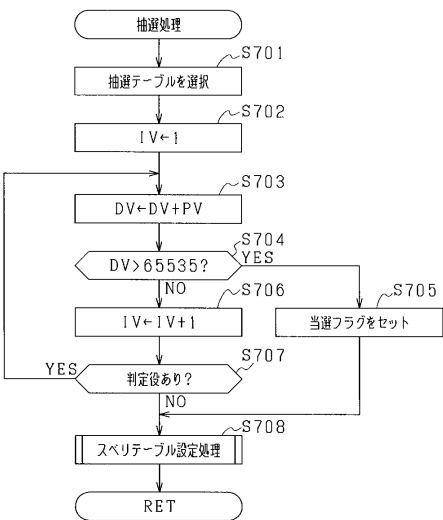 抽選処理
S701
抽選テーブルを選択
S702
IV←1
S703
DV←DV+PV
S704
DV>65535?
YES
NO
S706
S705
IV←IV+1
当選フラグをセット
S707
YES
判定役あり?
NO
S708
スベリテーブル設定処理
RET